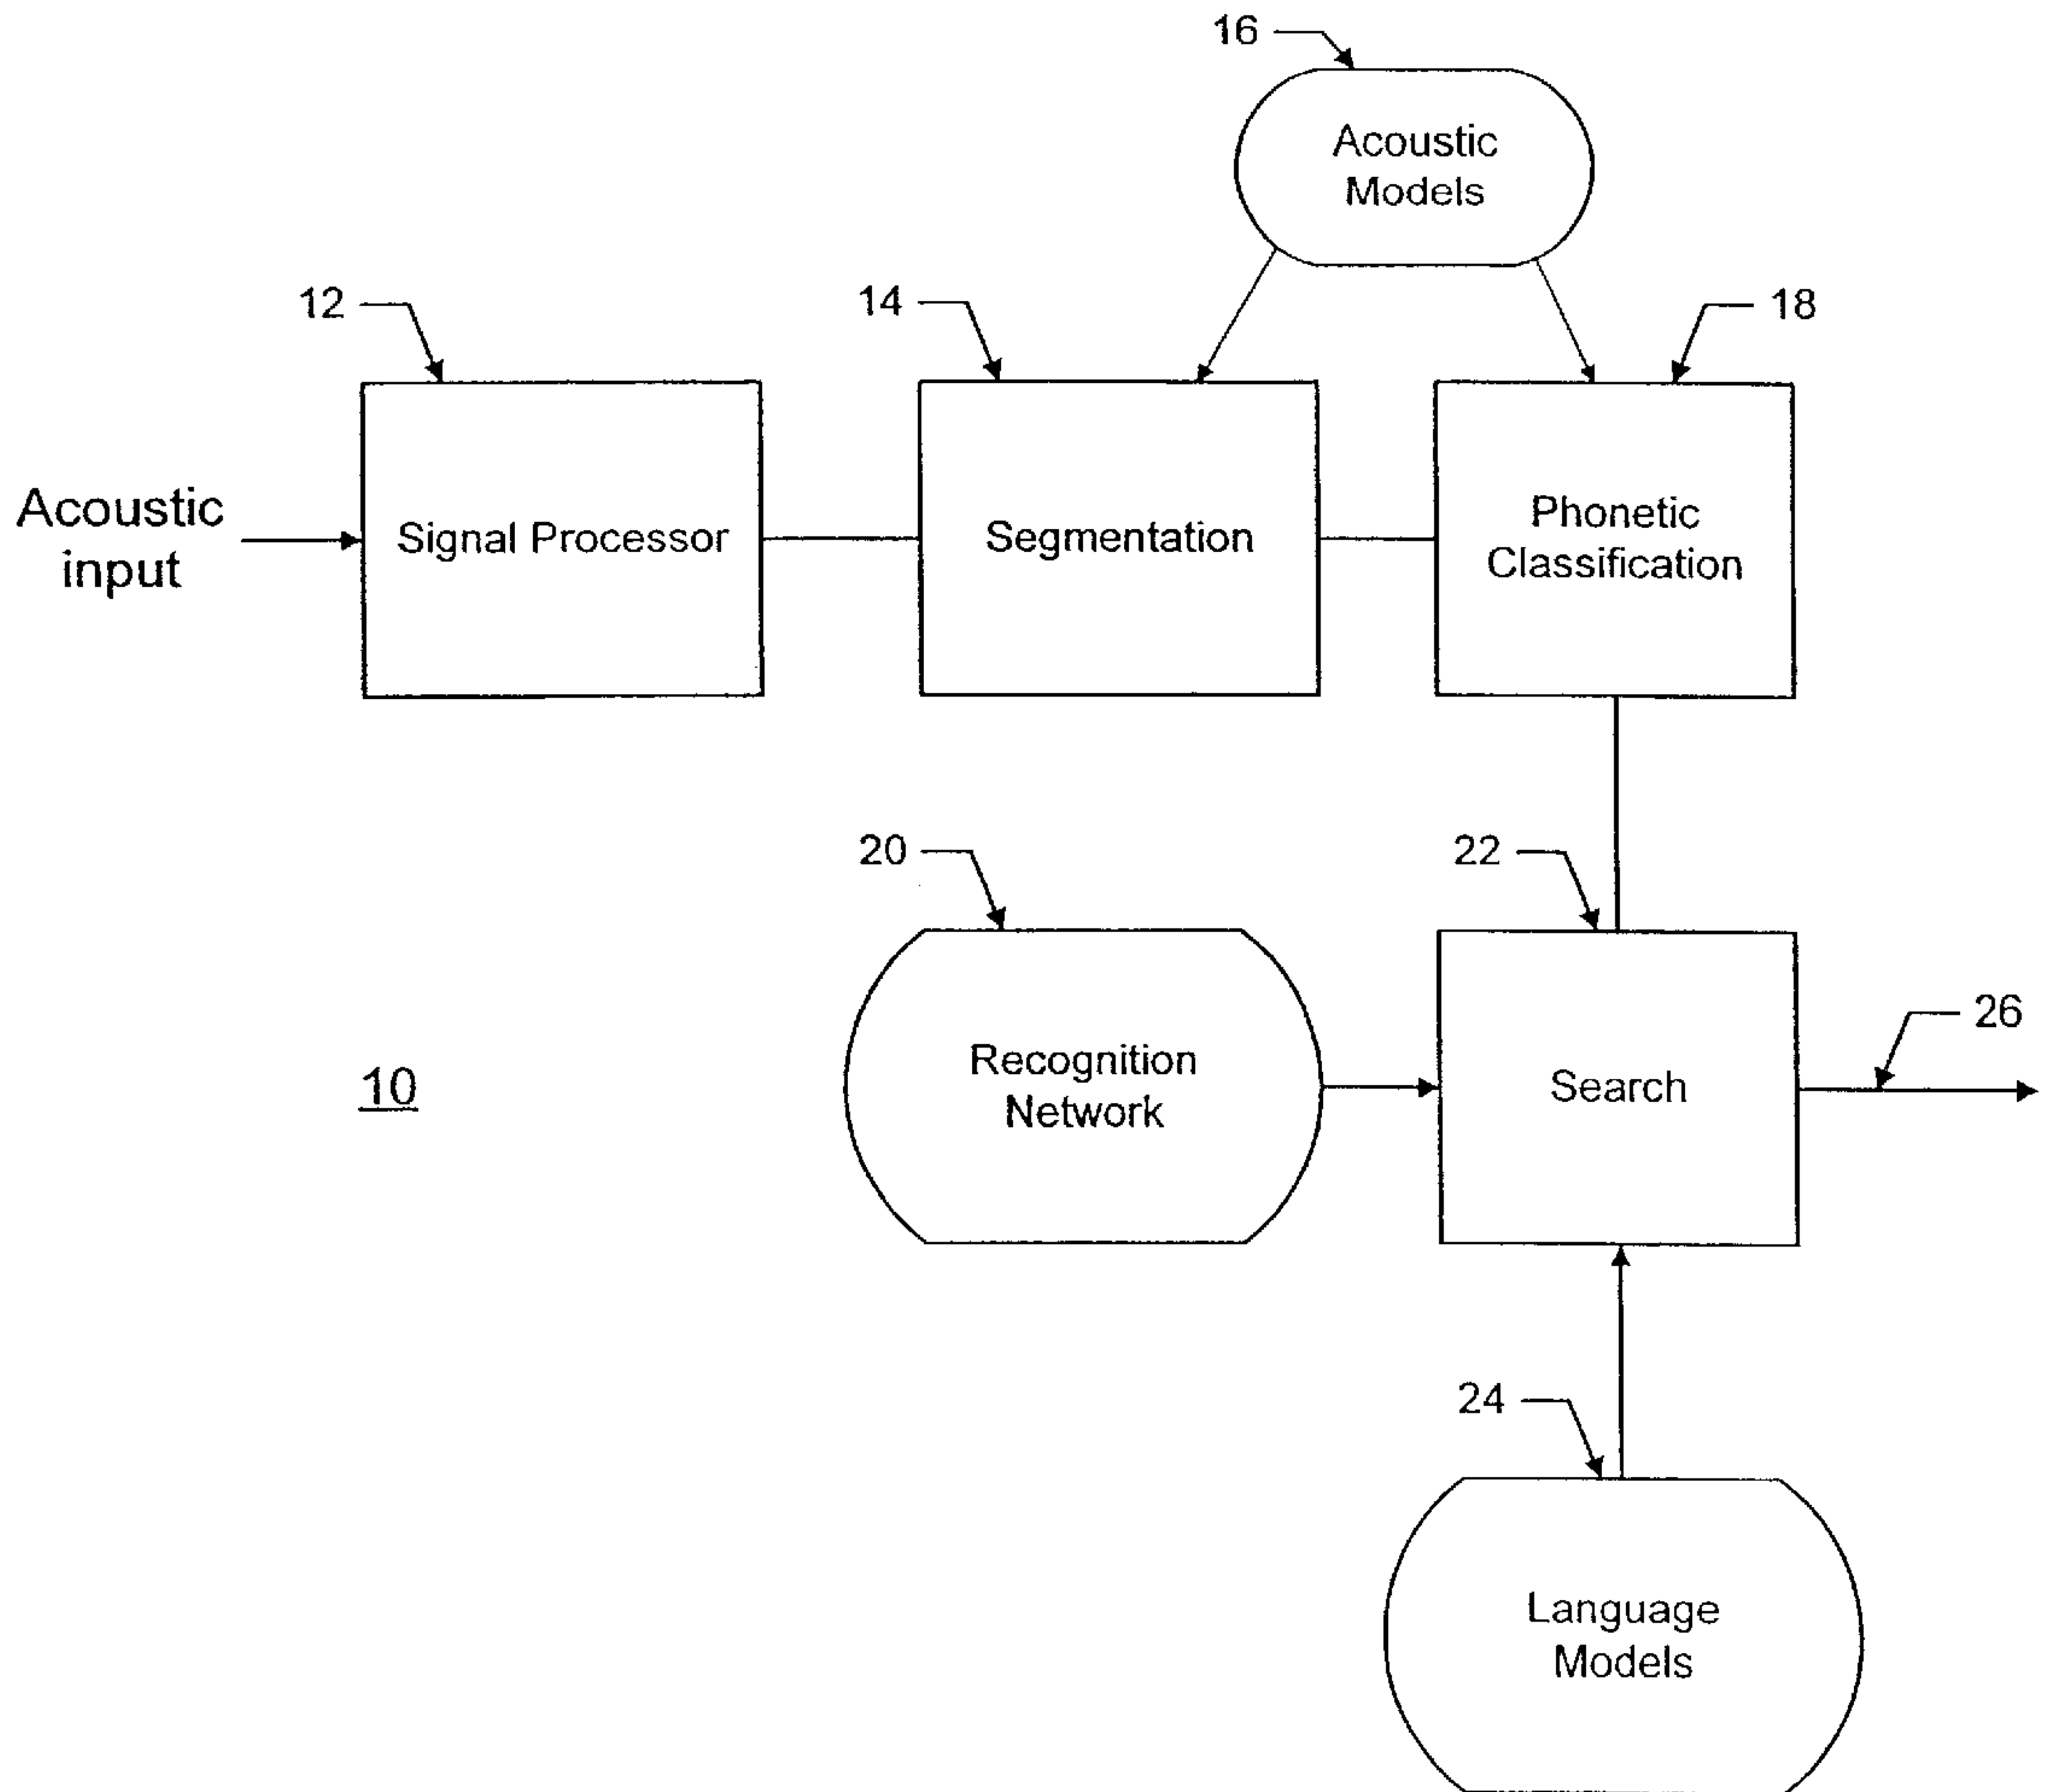 16
Acoustic
Models
12
14
18
Acoustic
input
Signal Processor
Segmentation
Phonetic
Classification
20
22
26
10
Recognition
Network
Search
24
Language
Models